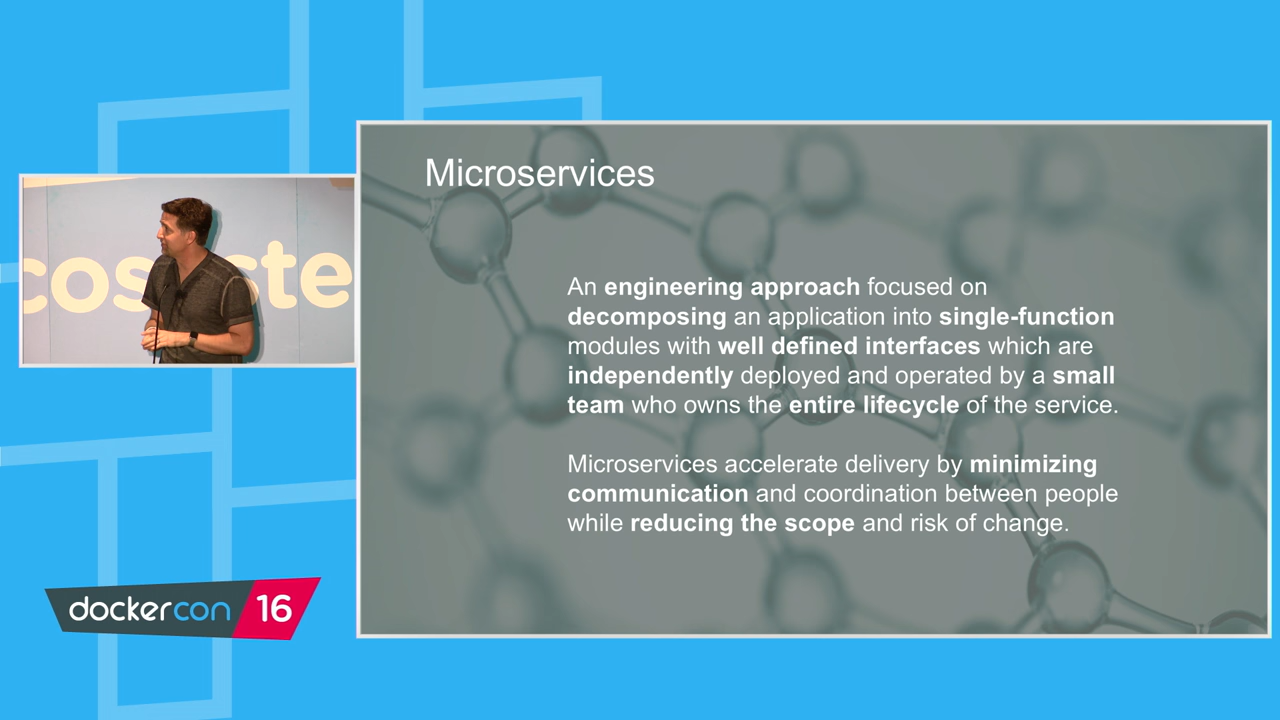 Microservices
An engineering approach focused on
decomposing an application into single-function
modules with well defined interfaces which are
independently deployed and operated by a small
team who owns the entire lifecycle of the service.
Microservices accelerate delivery by minimizing
communication and coordination between people
while reducing the scope and risk of change.
cos ste
dockercon 16